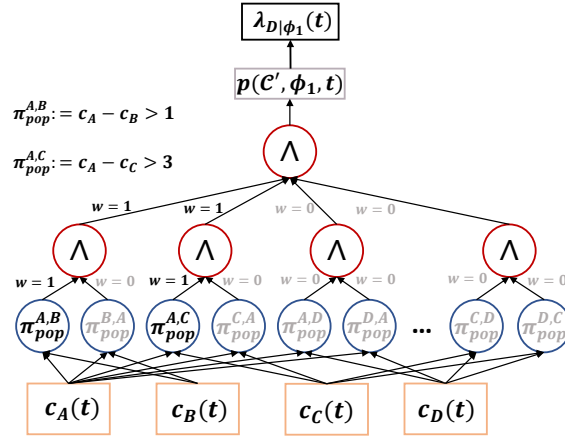 λ_{D|ϕ_1}(t)
p(𝒞′, ϕ_1, t)
π_{pop}^{A,B} := c_A − c_B > 1
π_{pop}^{A,C} := c_A − c_C > 3
∧
w = 1 w = 1 w = 0 w = 0
∧ ∧ ∧ ∧
w = 1 w = 0 w = 1 w = 0 w = 0 w = 0 w = 0 w = 0
π_{pop}^{A,B} π_{pop}^{B,A} π_{pop}^{A,C} π_{pop}^{C,A} π_{pop}^{A,D} π_{pop}^{D,A} ... π_{pop}^{C,D} π_{pop}^{D,C}
c_A(t) c_B(t) c_C(t) c_D(t)